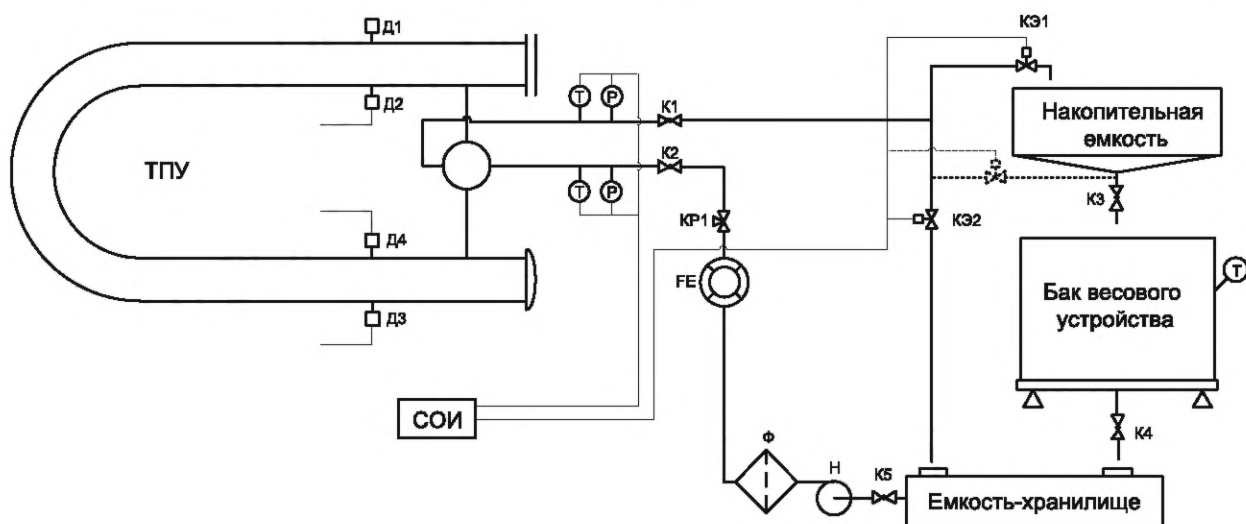 Д1
КЭ1
Д2
Т
Р
К1
Накопительная
емкость
ТПУ
К2
Т
Р
К3
Д4
КР1
КЭ2
FE
Т
Бак весового
устройства
Д3
СОИ
Ф
Н
К5
К4
Емкость-хранилище